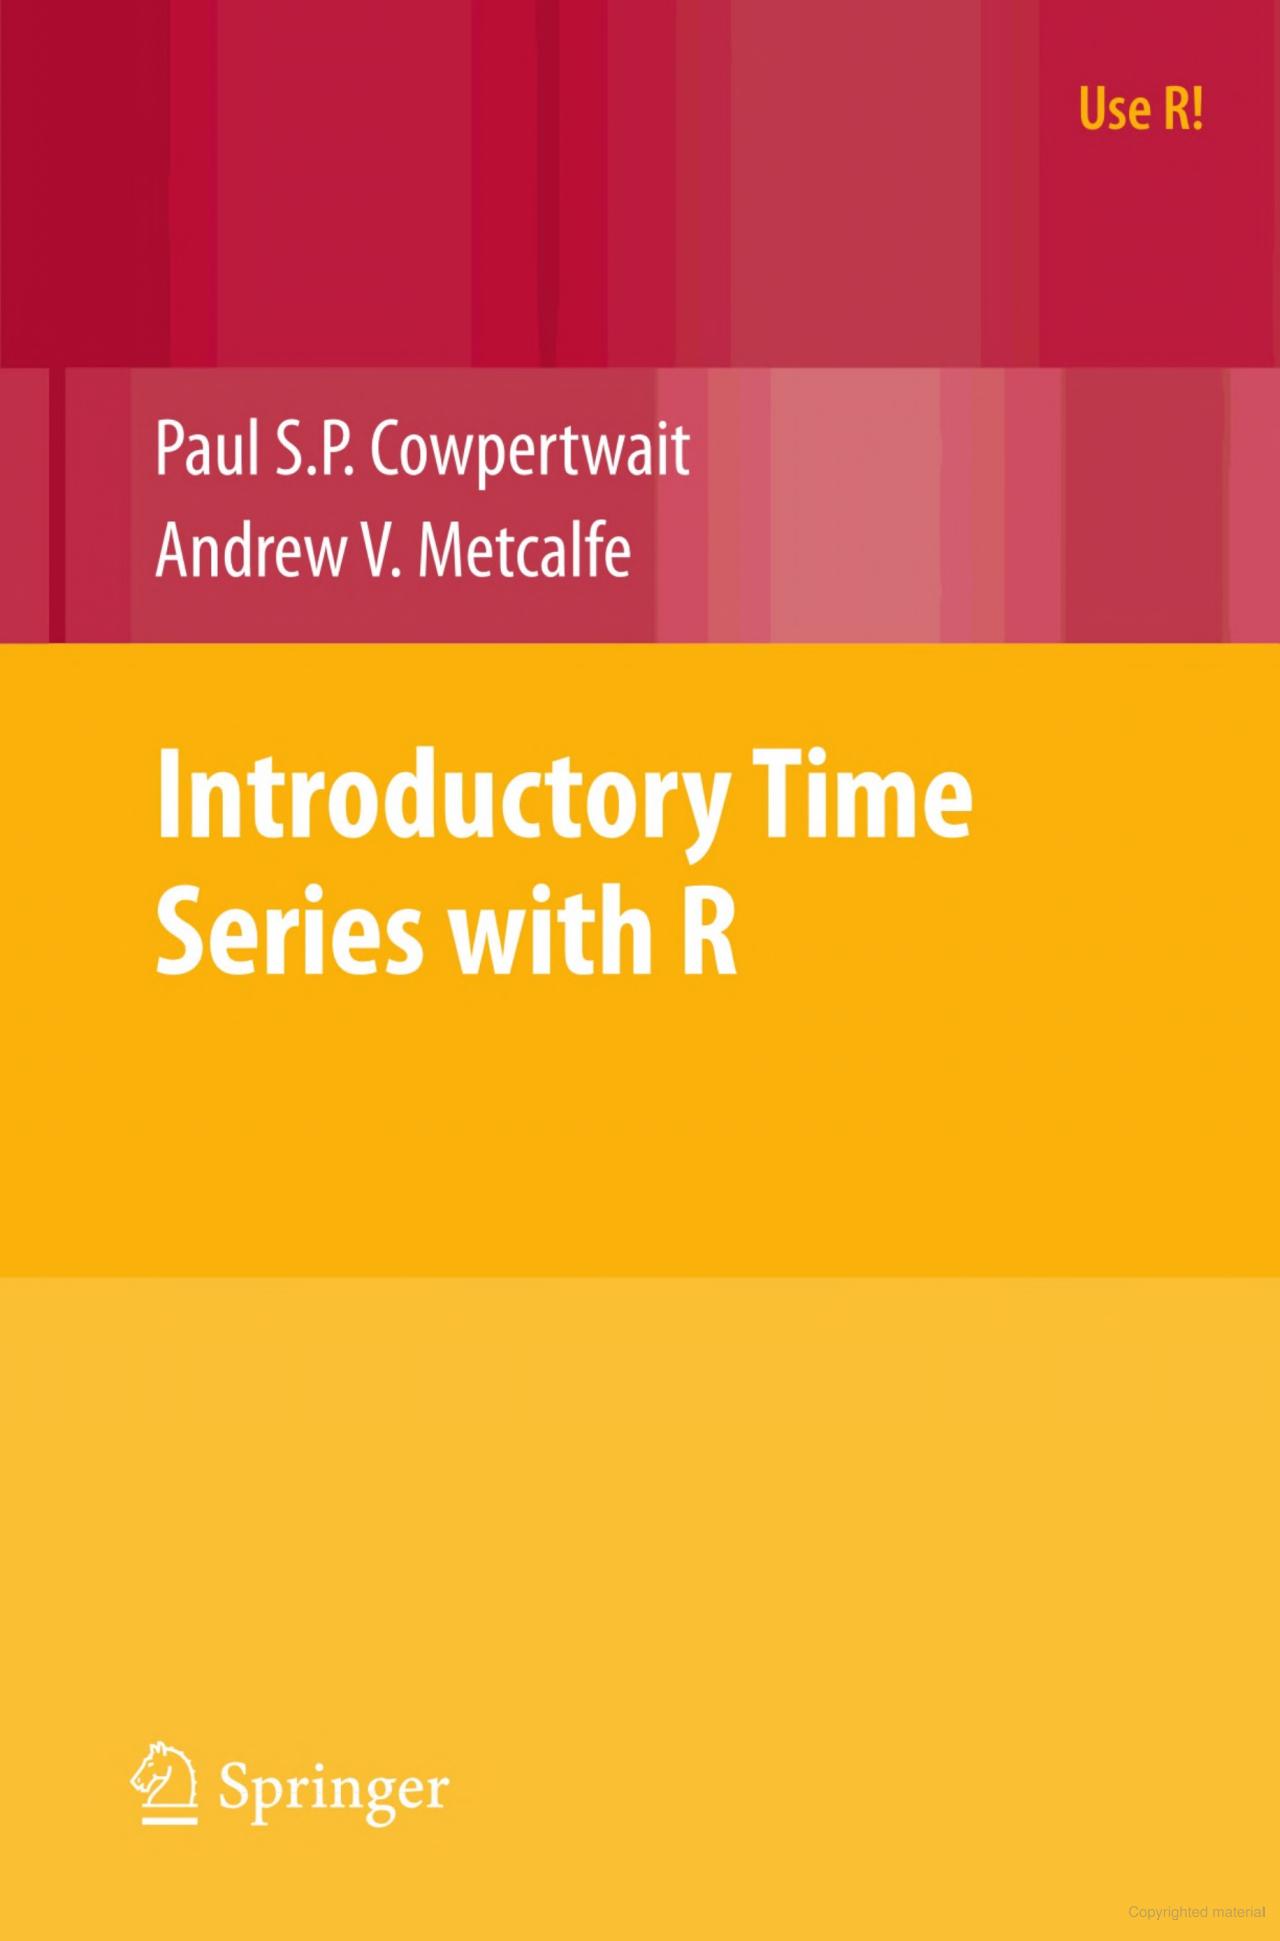 Use R!
Paul S.P. Cowpertwait
Andrew V. Metcalfe
Introductory Time
Series with R
Springer
Copyrighted material